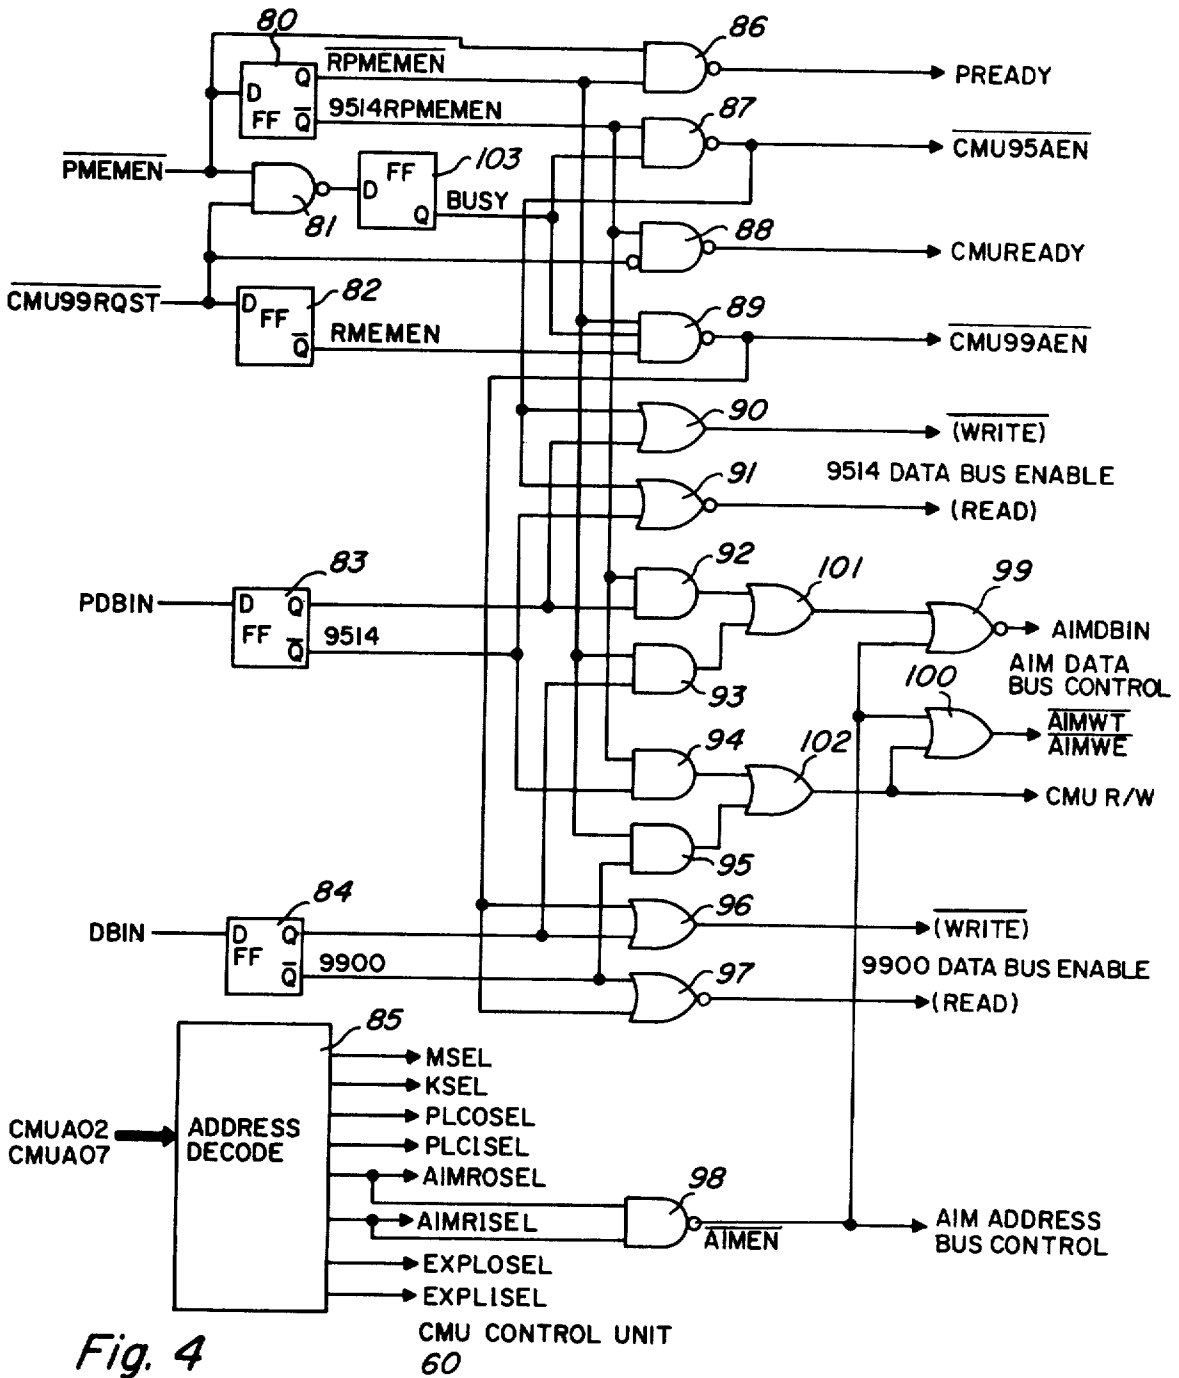 80
86
RPMEMEN
PREADY
D Q
FF Q
9514RPMEMEN
87
CMU95AEN
PMEMEN
FF
D
Q
103
BUSY
81
88
CMUREADY
CMU99RQST
D
FF
Q
82
RMEMEN
89
CMU99AEN
90
(WRITE)
91
9514 DATA BUS ENABLE
(READ)
92
101
99
83
PDBIN
D Q
FF Q
9514
AIMDBIN
AIM DATA
BUS CONTROL
93
100
AIMWT
AIMWE
94
102
CMU R/W
95
84
DBIN
D Q
FF Q
9900
96
(WRITE)
97
9900 DATA BUS ENABLE
(READ)
85
MSEL
KSEL
CMUA02
CMUA07
ADDRESS
DECODE
PLCOSEL
PLCISEL
AIMROSEL
98
AIMRISEL
AIMEN
AIM ADDRESS
BUS CONTROL
EXPLOSEL
EXPLISEL
Fig. 4
CMU CONTROL UNIT
60